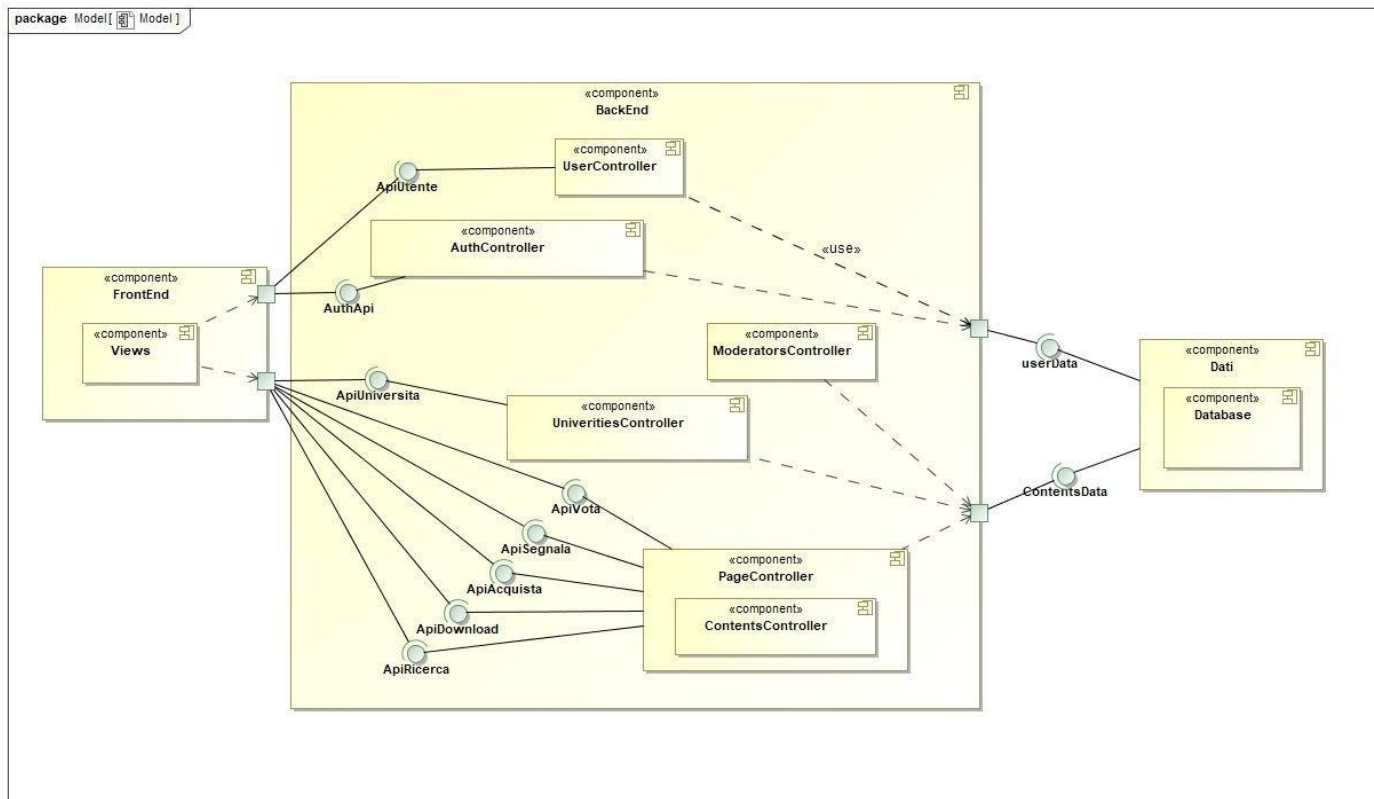 package Model[ Model ]
«component»
BackEnd
«component»
UserController
ApiUtente
«component»
AuthController
«use»
«component»
FrontEnd
AuthApi
«component»
Views
«component»
ModeratorsController
userData
«component»
Dati
«component»
Database
ApiUniversita
«component»
UniveritiesController
ApiVota
ContentsData
ApiSegnala
«component»
PageController
ApiAcquista
«component»
ContentsController
ApiDownload
ApiRicerca